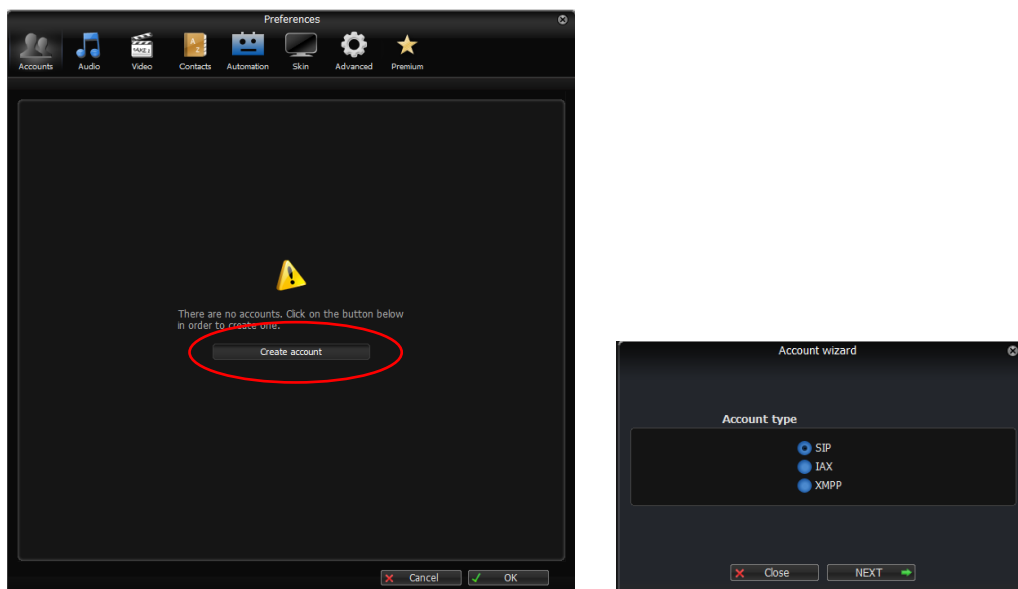 Preferences
Accounts Audio Video Contacts Automation Skin Advanced Premium
There are no accounts. Click on the button below
in order to create one.
Create account
Cancel OK
Account wizard
Account type
SIP
IAX
XMPP
Close NEXT